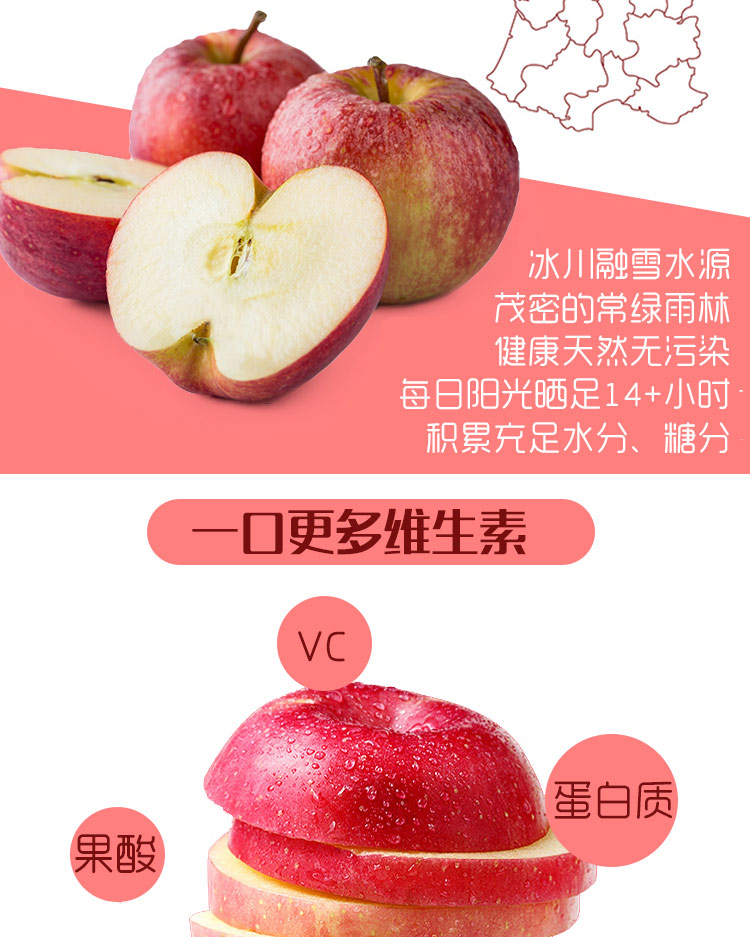 冰川融雪水源
茂密的常绿雨林
健康天然无污染
每日阳光晒足14+小时
积累充足水分、糖分
一口更多维生素
VC
蛋白质
果酸